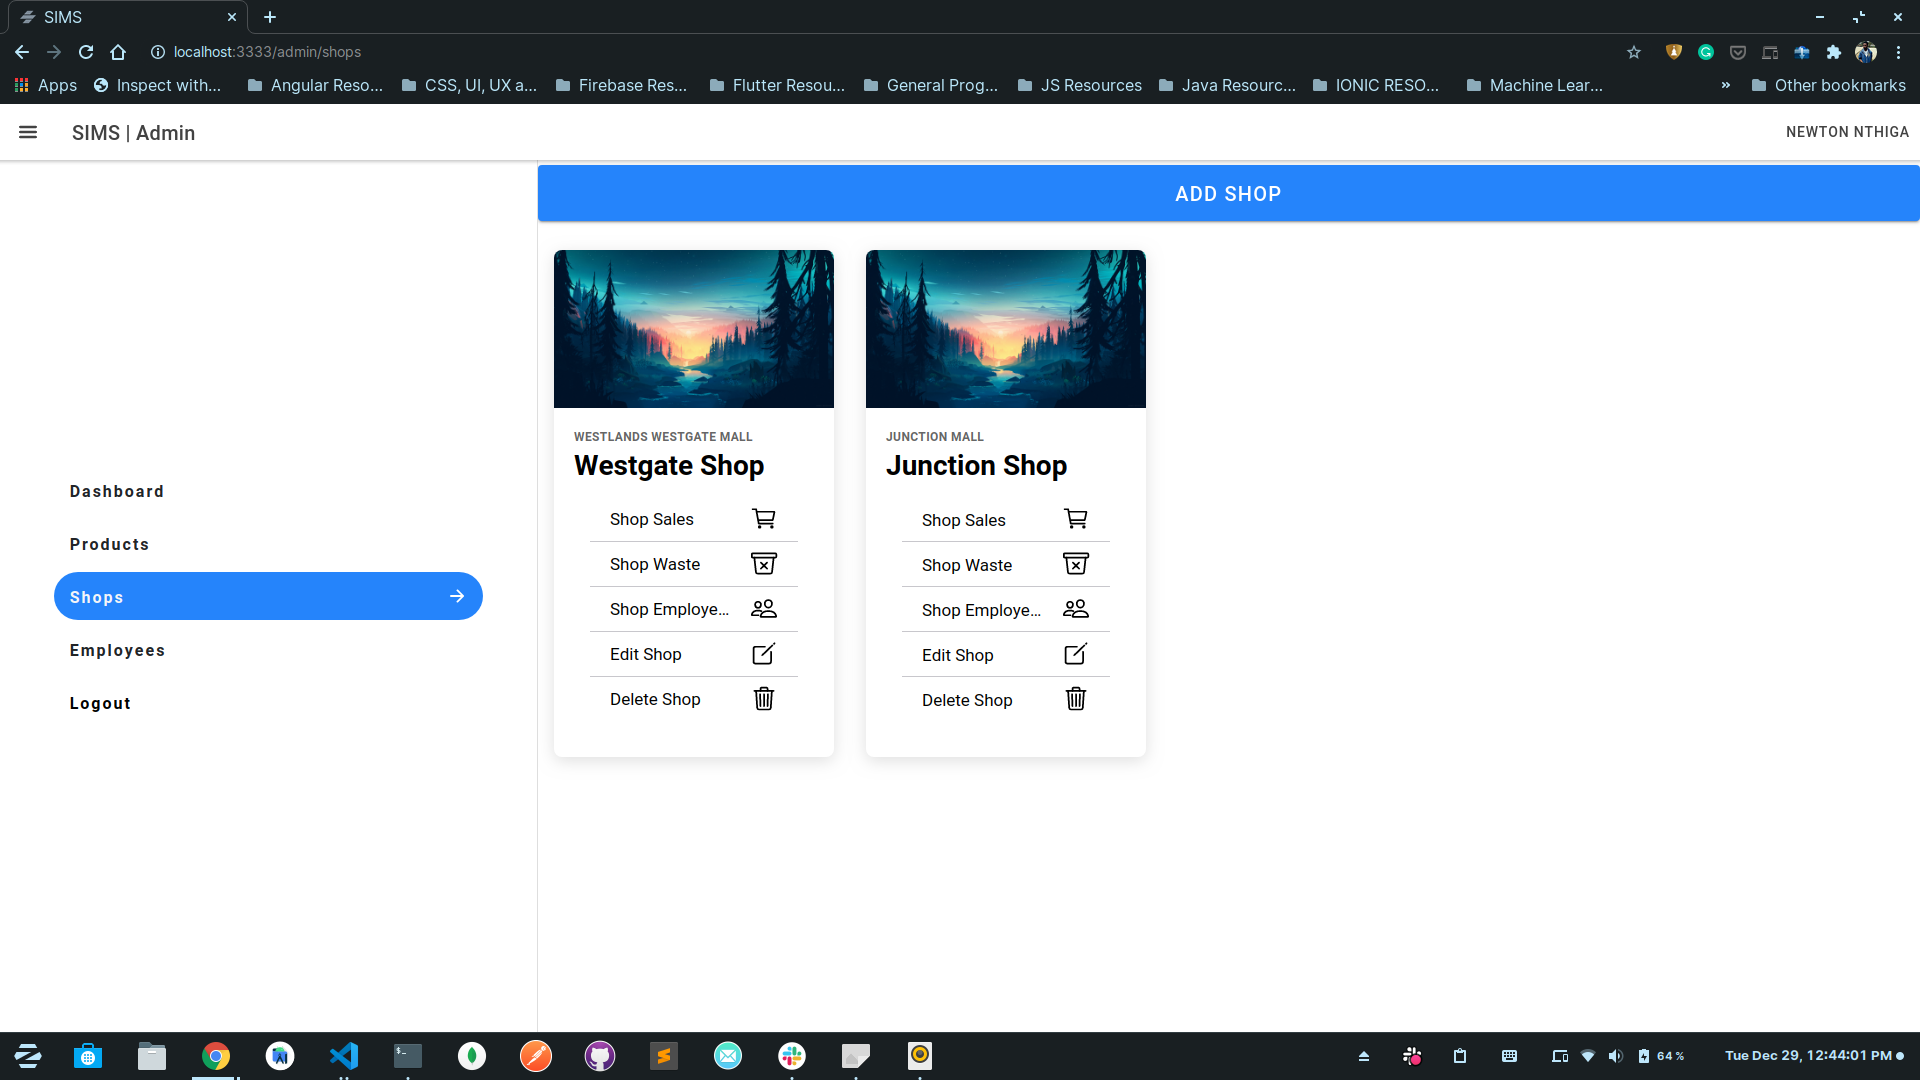 SIMS
localhost:3333/admin/shops
Apps
Inspect with...
Angular Reso...
CSS, UI, UX a...
Firebase Res...
Flutter Resou...
General Prog...
JS Resources
Java Resourc...
IONIC RESO...
Machine Lear...
»
Other bookmarks
SIMS | Admin
NEWTON NTHIGA
ADD SHOP
Dashboard
Products
Shops
Employees
Logout
WESTLANDS WESTGATE MALL
Westgate Shop
Shop Sales
Shop Waste
Shop Employe...
Edit Shop
Delete Shop
JUNCTION MALL
Junction Shop
Shop Sales
Shop Waste
Shop Employe...
Edit Shop
Delete Shop
64 %
Tue Dec 29, 12:44:01 PM